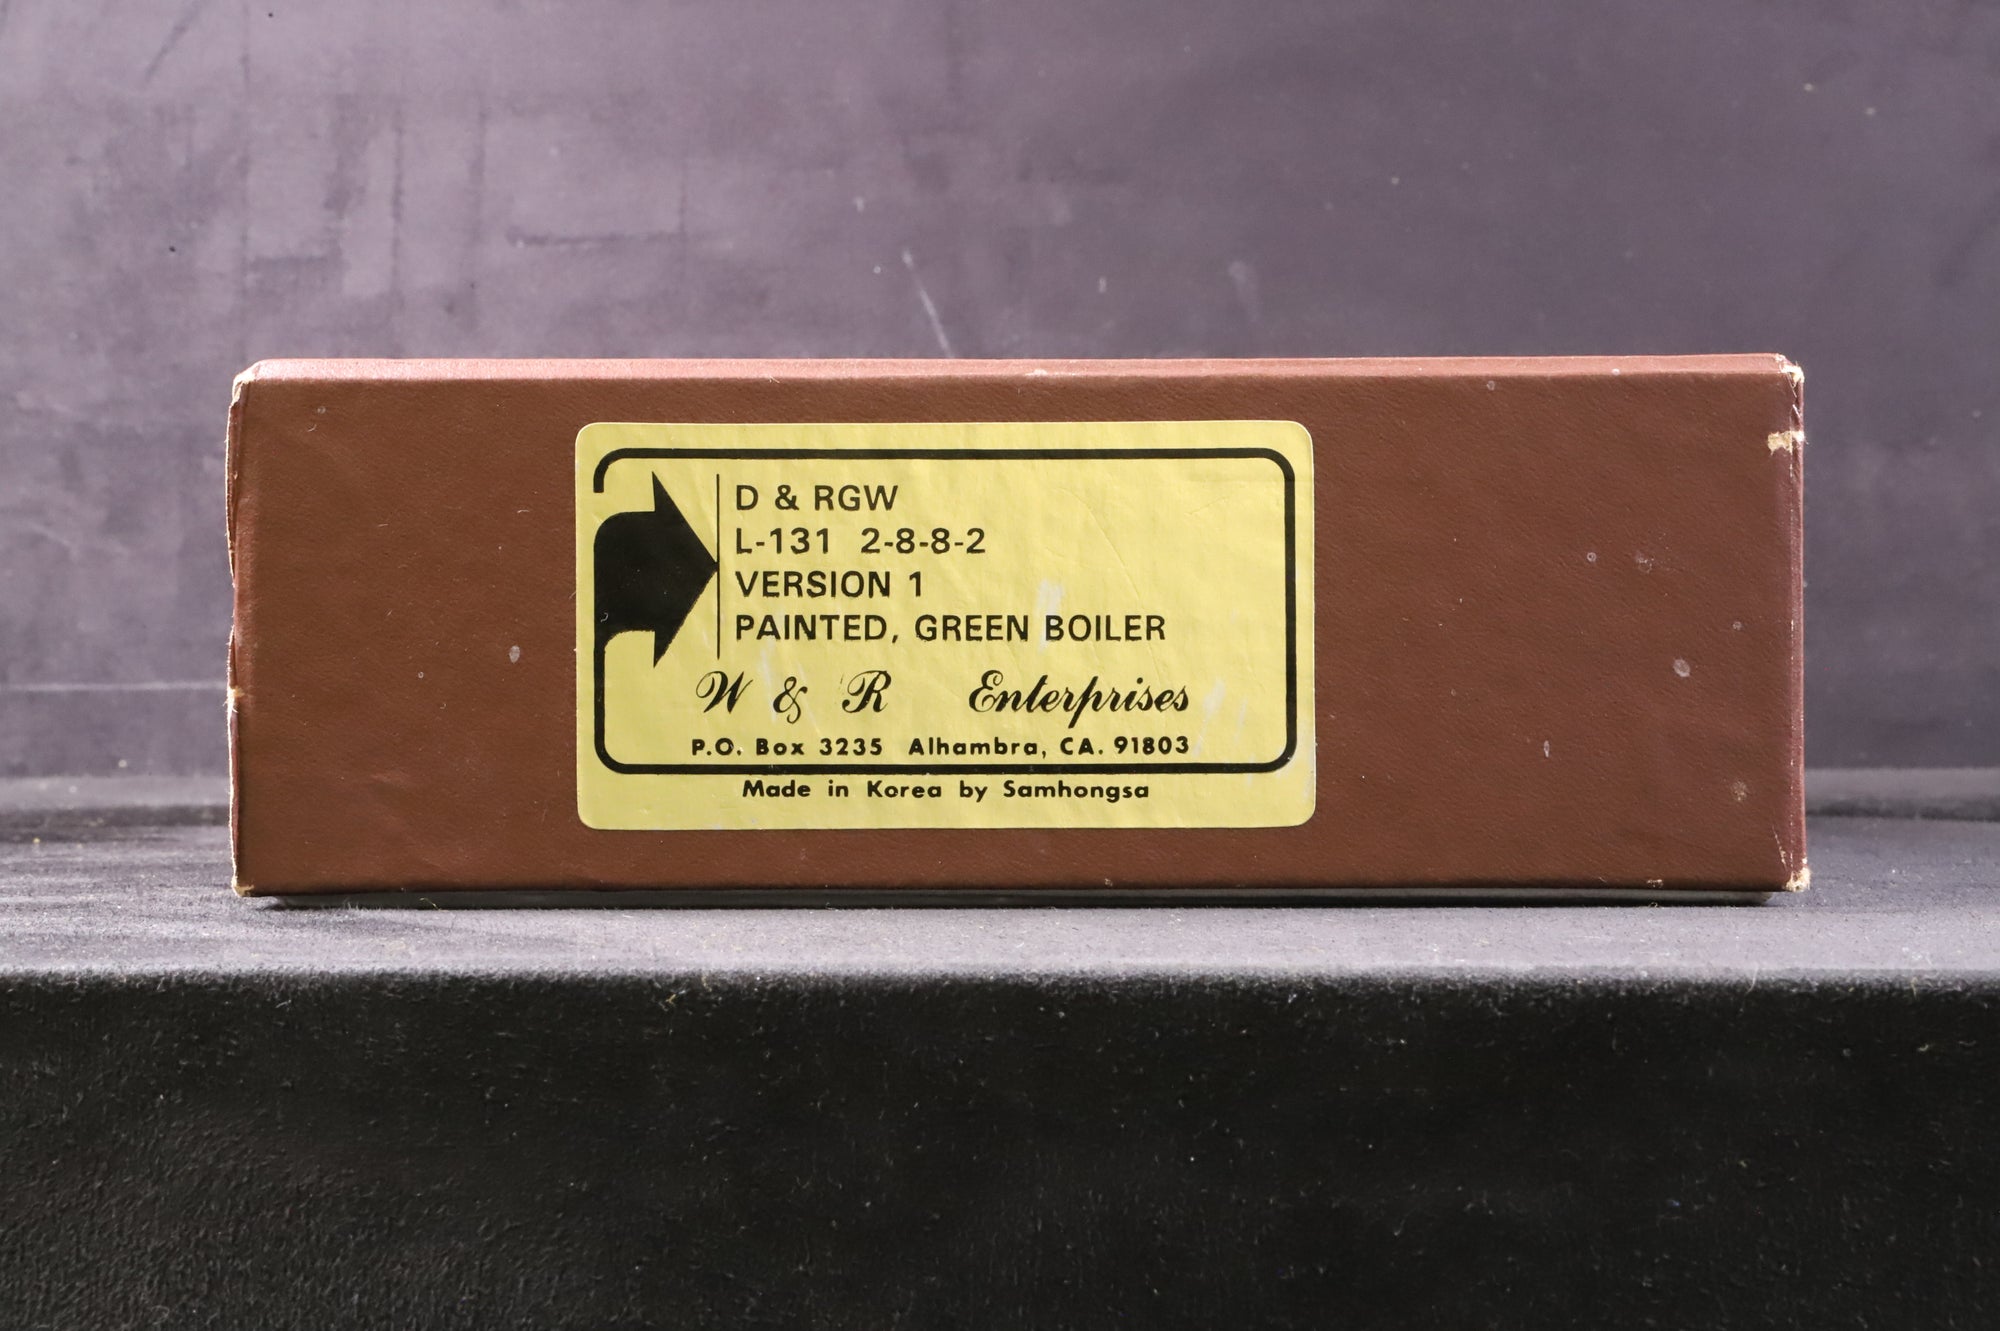 D & RGW
L-131 2-8-8-2
VERSION 1
PAINTED, GREEN BOILER
W & R Enterprises
P.O. Box 3235 Alhambra, CA. 91803
Made in Korea by Samhongsa